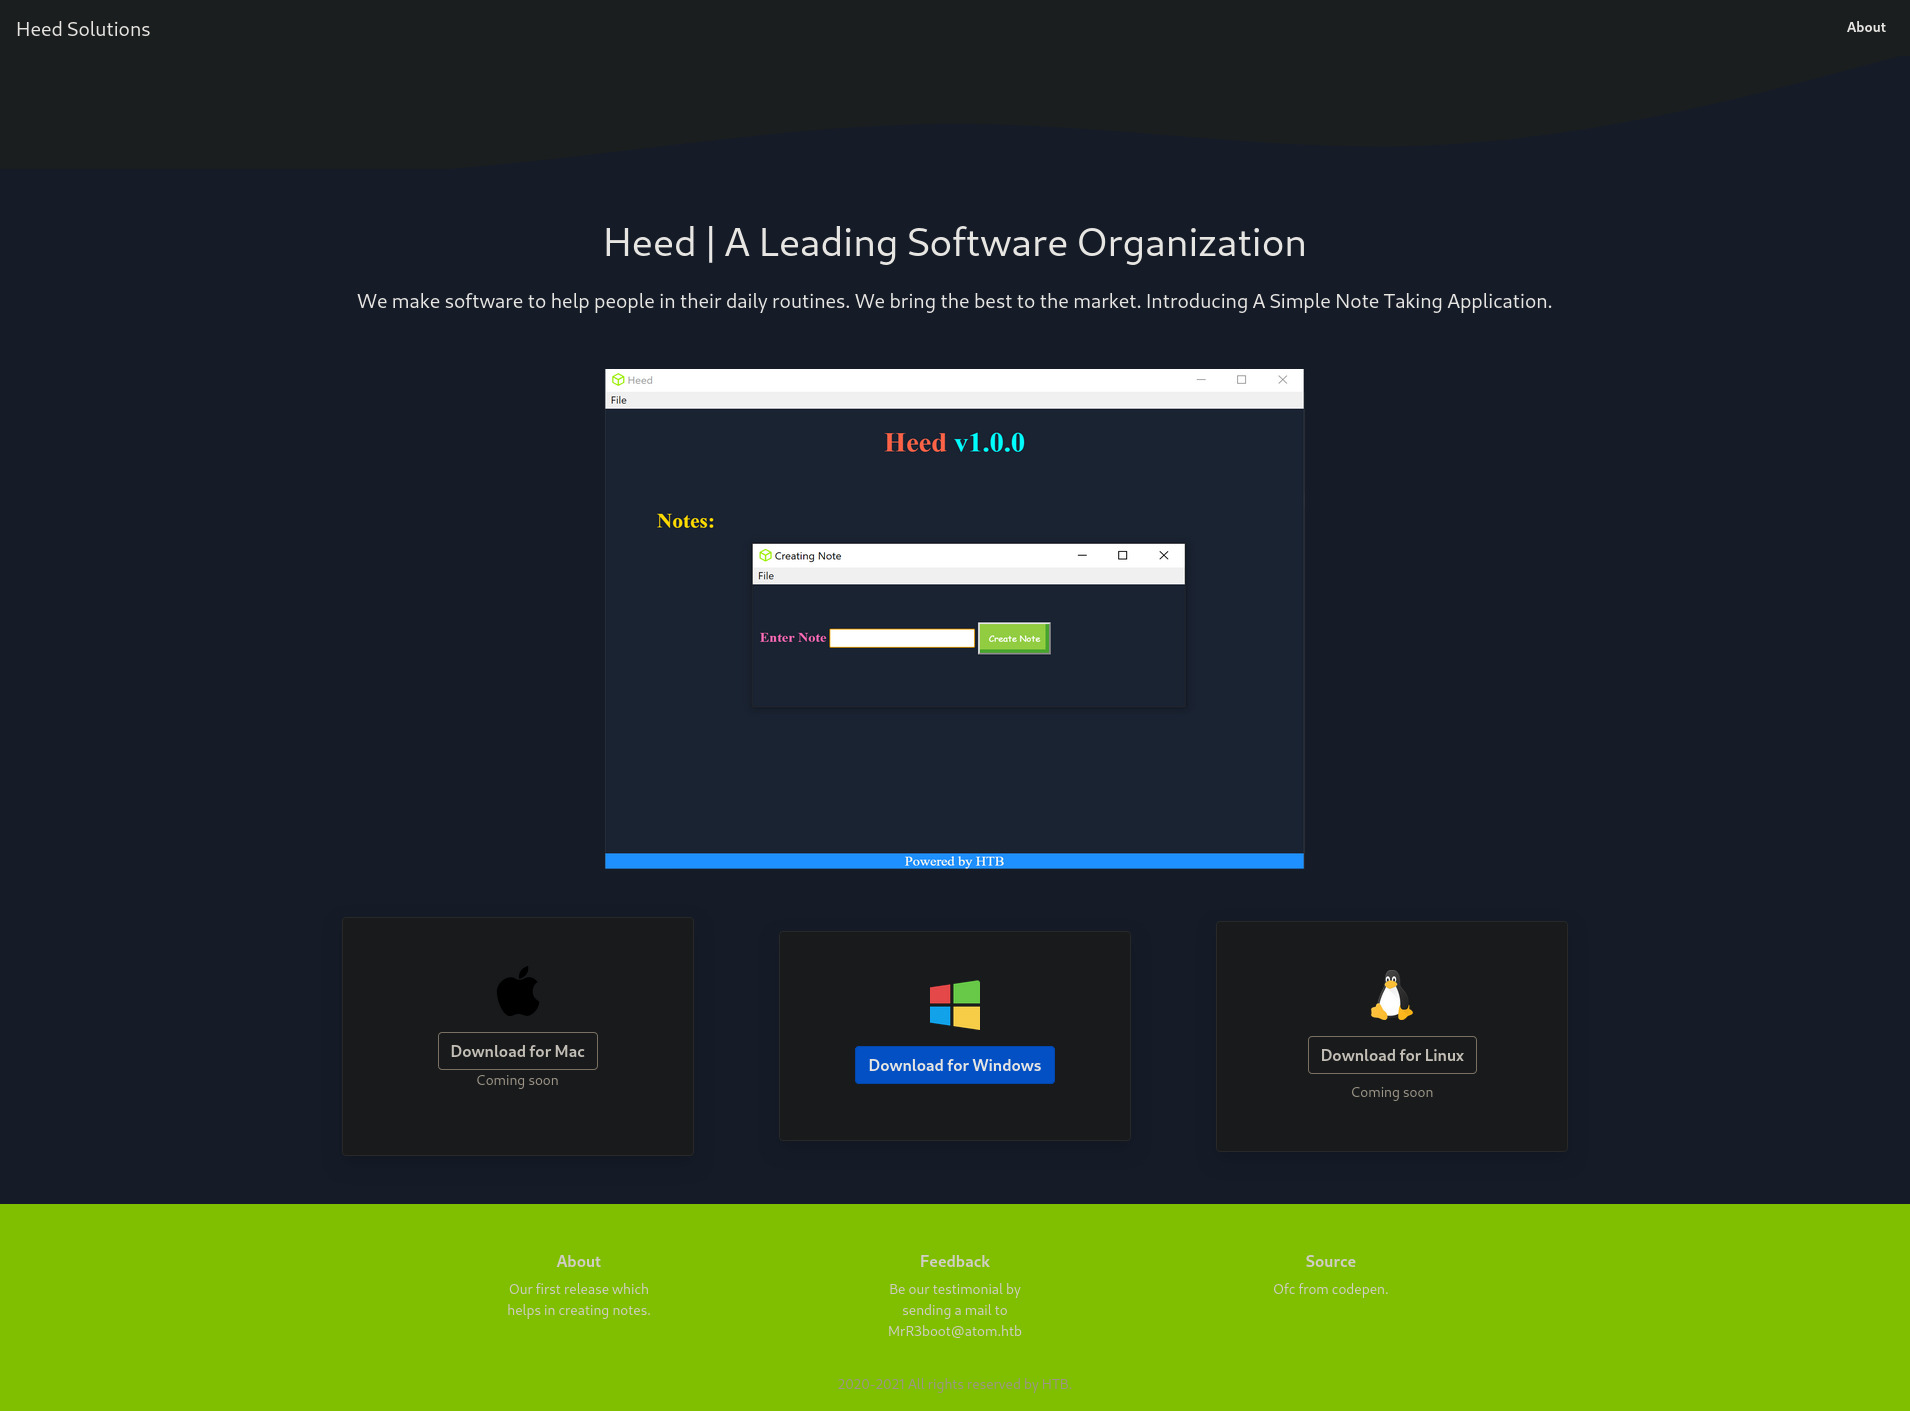 Heed Solutions
About
Heed | A Leading Software Organization
We make software to help people in their daily routines. We bring the best to the market. Introducing A Simple Note Taking Application.
Heed
File
Heed v1.0.0
Notes:
Creating Note
File
Enter Note
Create Note
Powered by HTB
Download for Mac
Coming soon
Download for Windows
Download for Linux
Coming soon
About
Our first release which
helps in creating notes.
Feedback
Be our testimonial by
sending a mail to
MrR3boot@atom.htb
Source
Ofc from codepen.
2020-2021 All rights reserved by HTB.